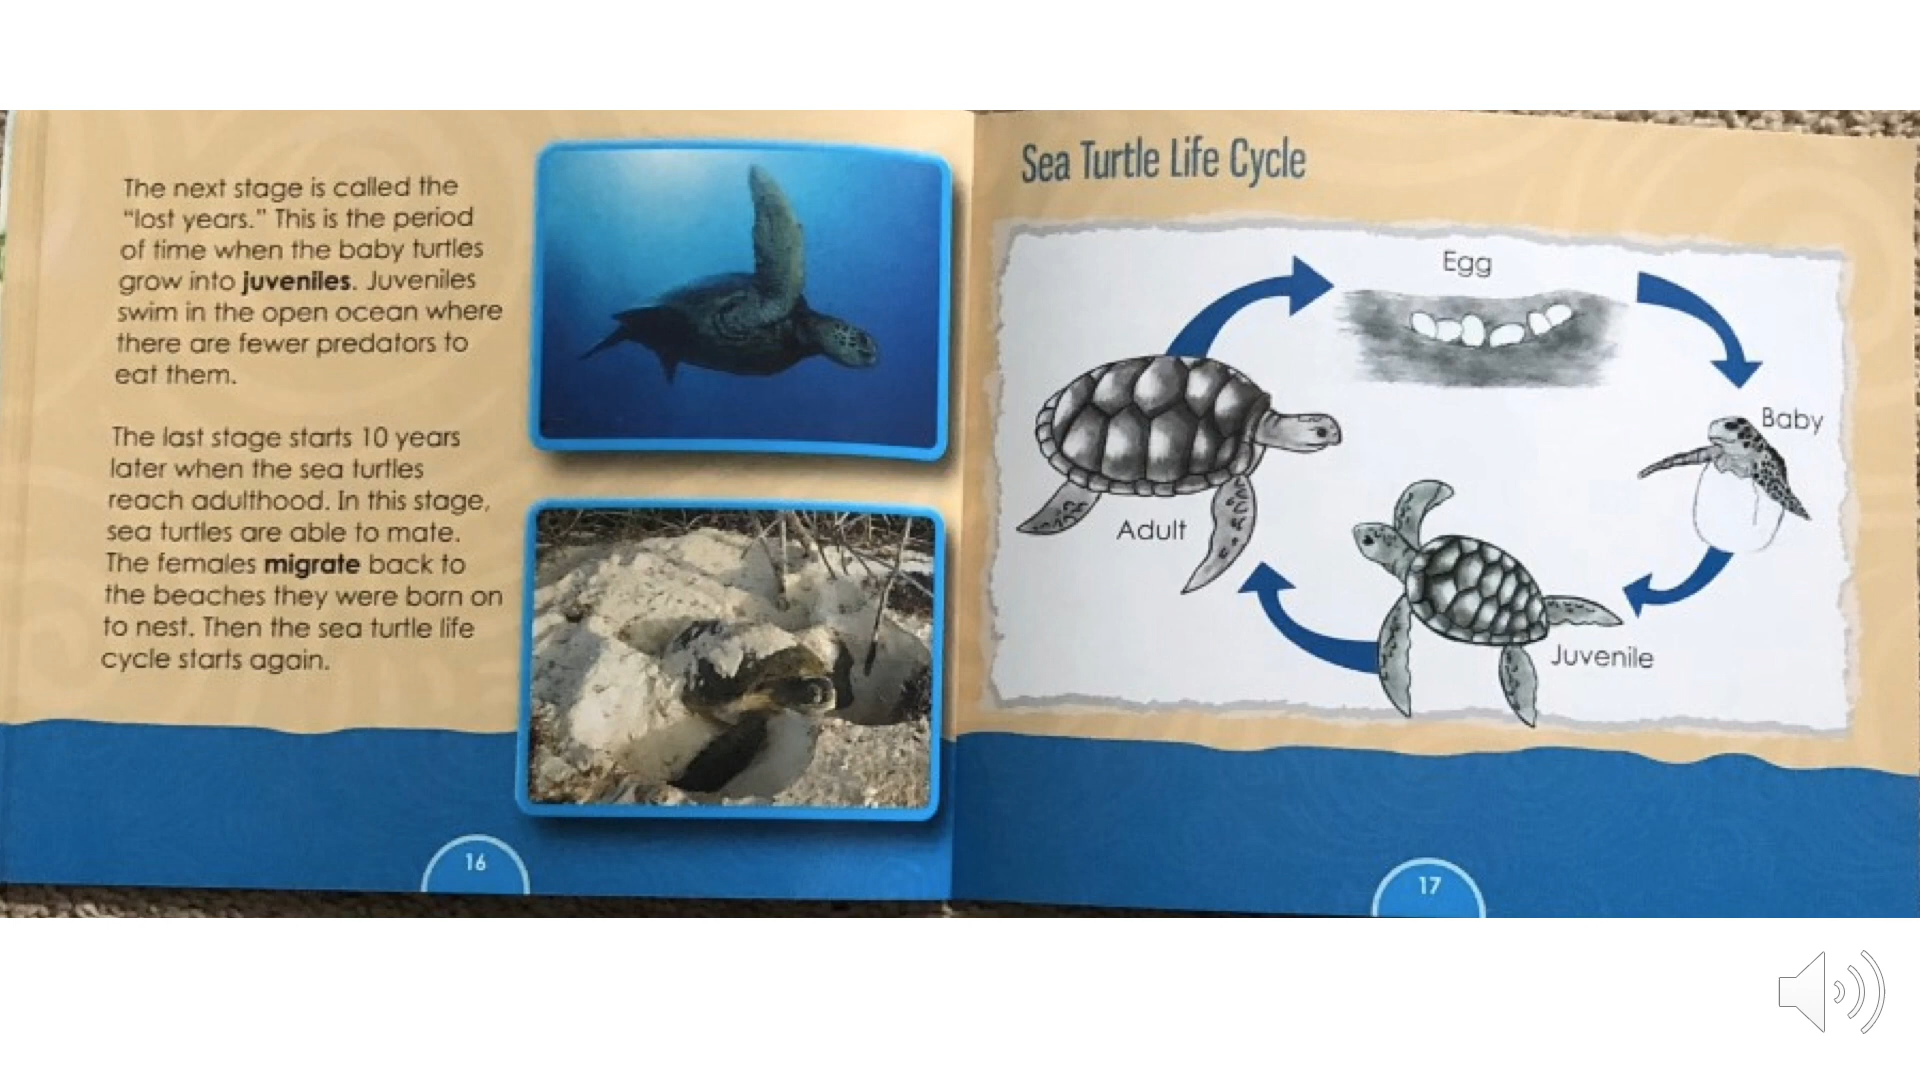 The next stage is called the
“lost years.” This is the period
of time when the baby turtles
grow into juveniles. Juveniles
swim in the open ocean where
there are fewer predators to
eat them.
The last stage starts 10 years
later when the sea turtles
reach adulthood. In this stage,
sea turtles are able to mate.
The females migrate back to
the beaches they were born on
to nest. Then the sea turtle life
cycle starts again.
16
Sea Turtle Life Cycle
Egg
Baby
Adult
Juvenile
17